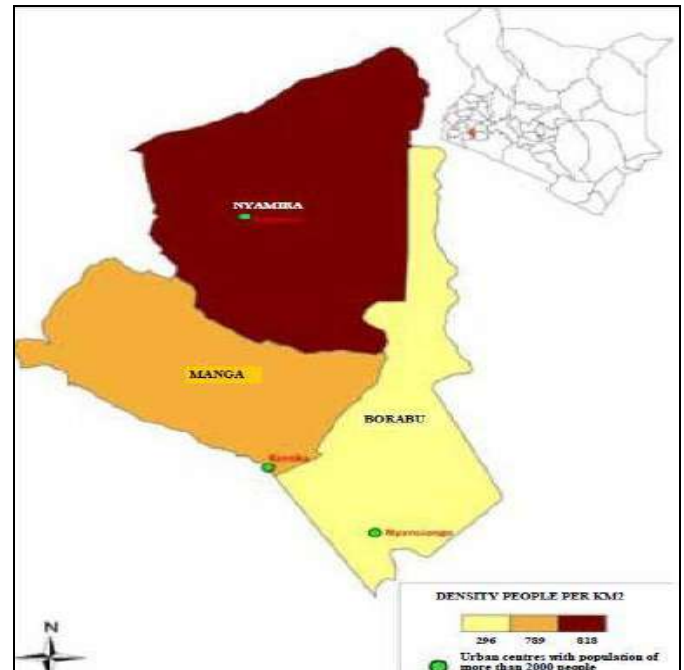 NYAMIRA
MANGA
BORABU
Keroka
Nyansiongo
N
DENSITY PEOPLE PER KM2
296 789 818
Urban centres with population of
more than 2000 people